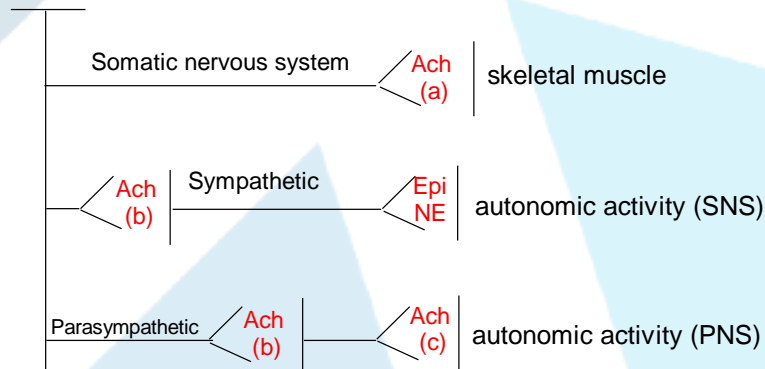 Somatic nervous system
Ach
(a)
skeletal muscle
Ach
(b)
Sympathetic
Epi
NE
autonomic activity (SNS)
Parasympathetic
Ach
(b)
Ach
(c)
autonomic activity (PNS)